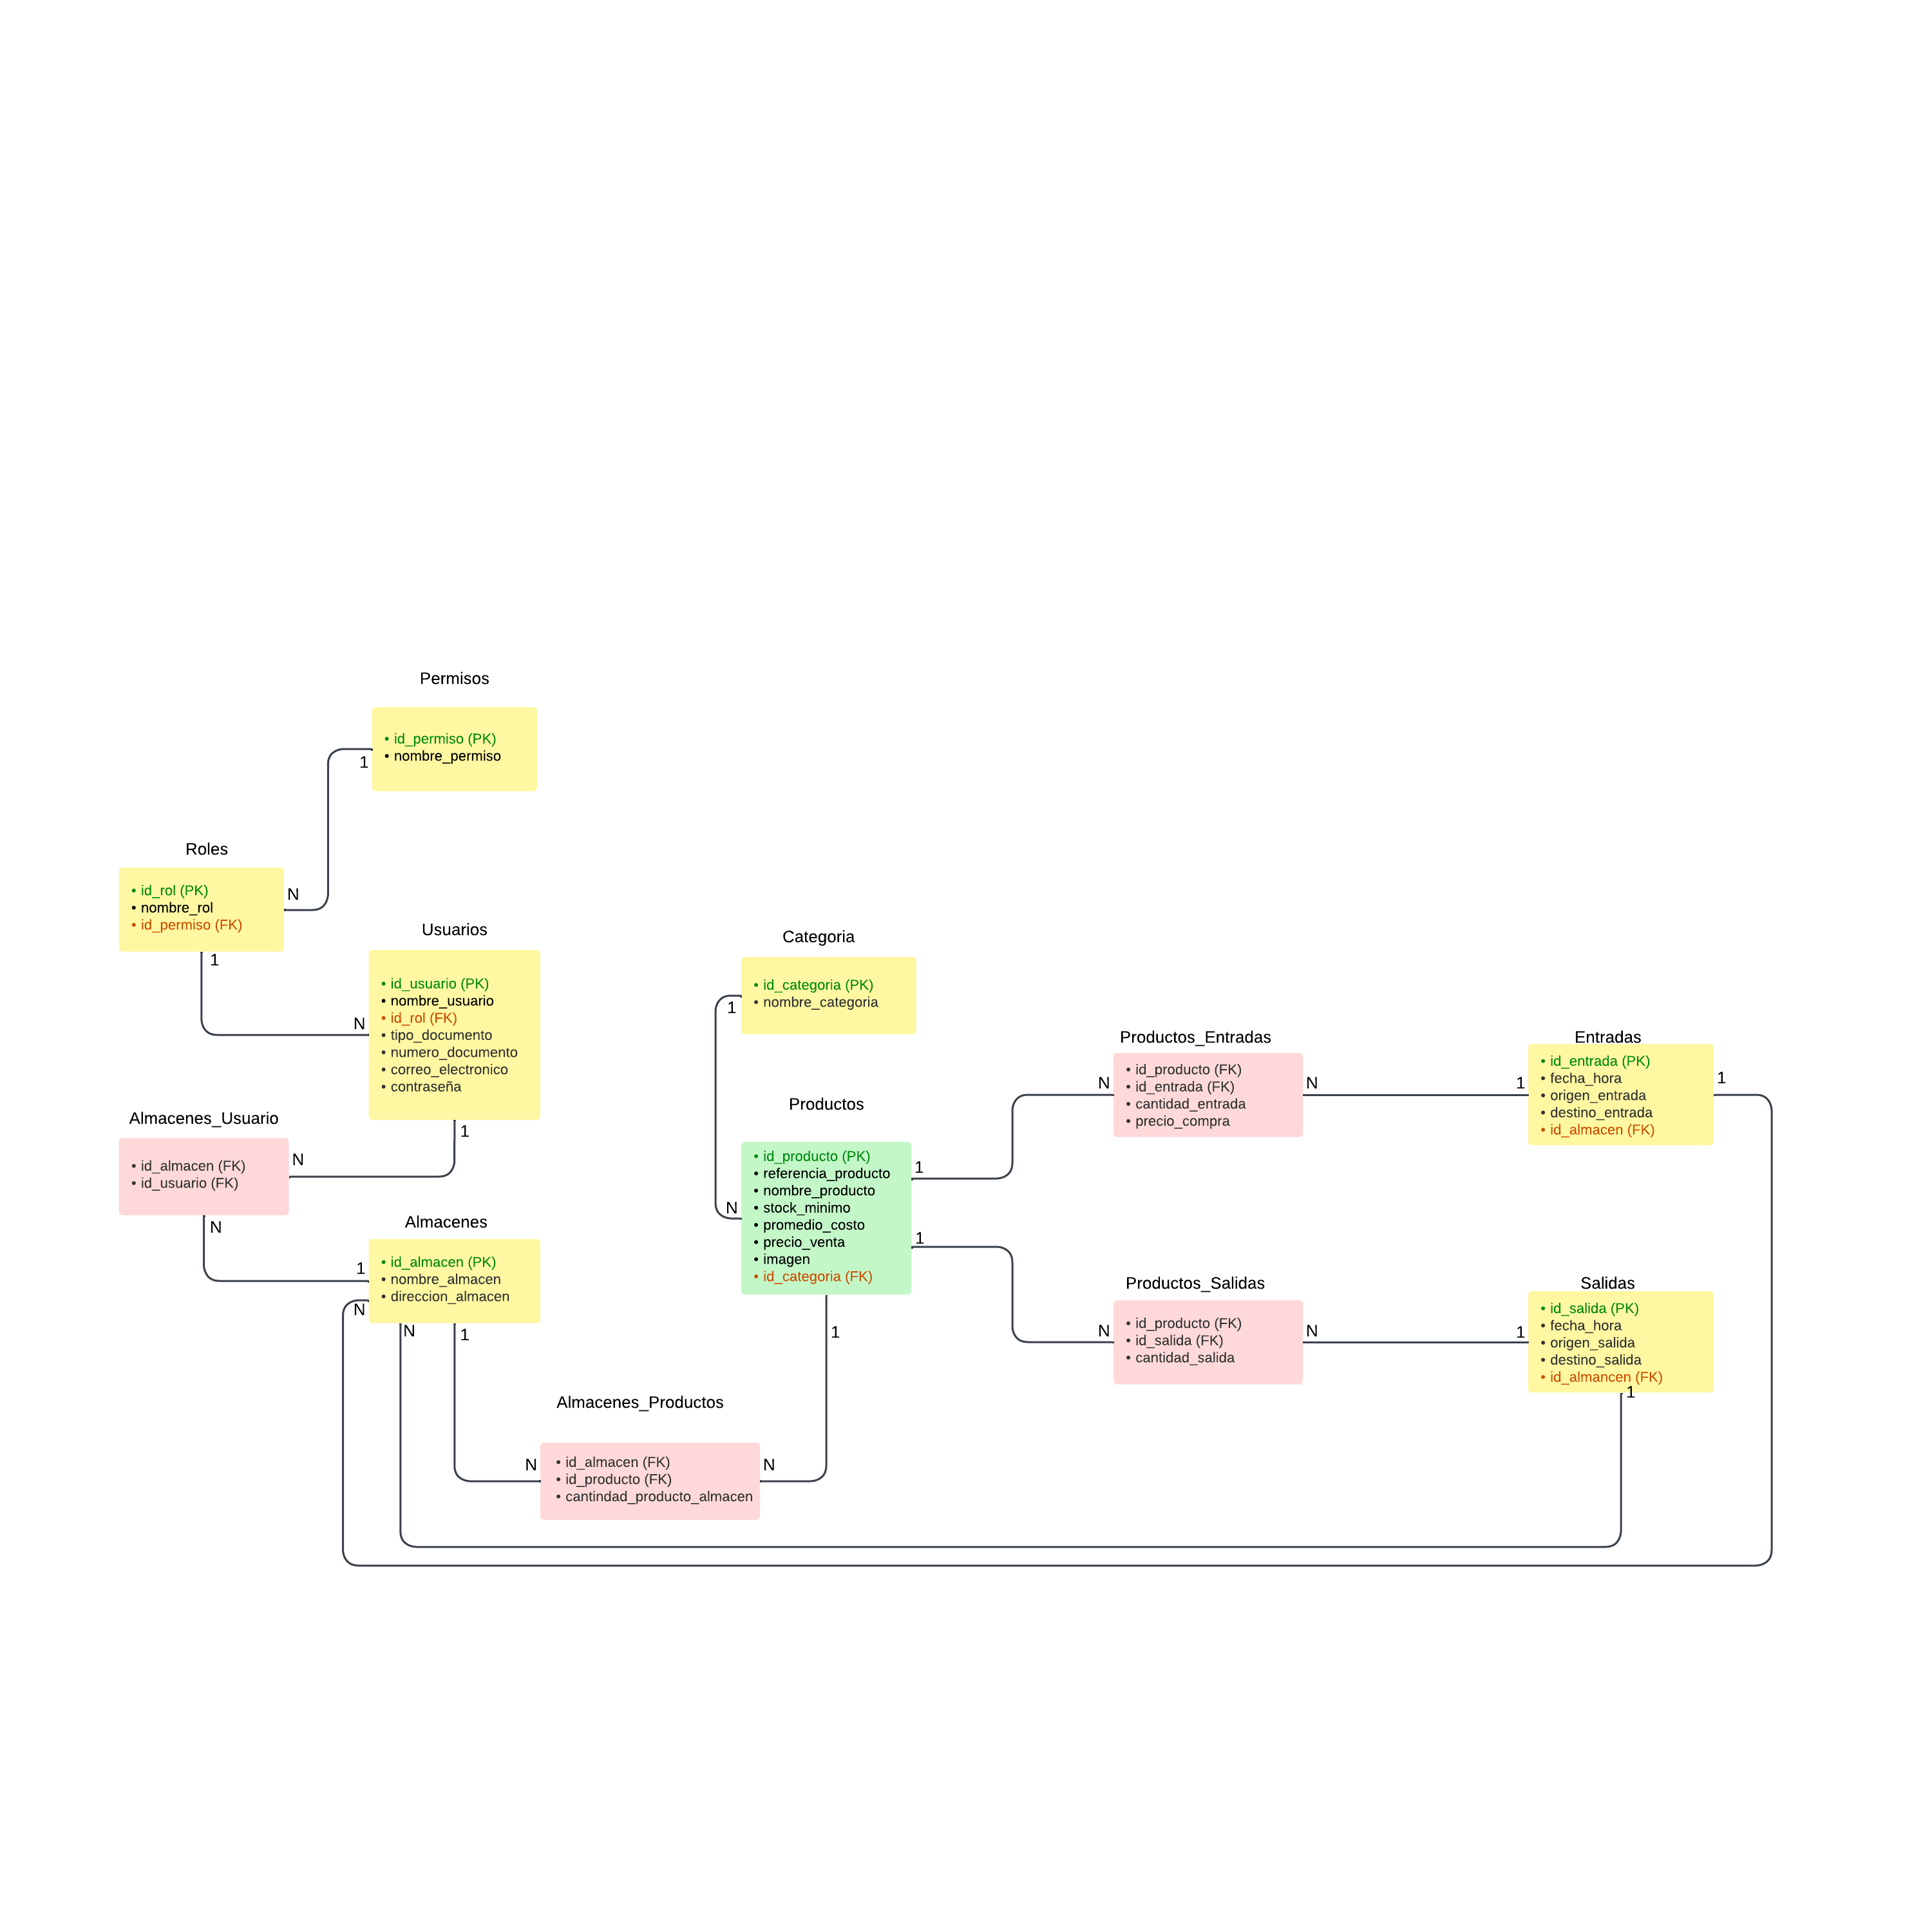 Permisos
• id_permiso (PK)
• nombre_permiso
1
Roles
• id_rol (PK)
• nombre_rol
• id_permiso (FK)
N
1
Usuarios
• id_usuario (PK)
• nombre_usuario
• id_rol (FK)
• tipo_documento
• numero_documento
• correo_electronico
• contraseña
N
1
Almacenes_Usuario
• id_almacen (FK)
• id_usuario (FK)
N
N
Almacenes
• id_almacen (PK)
• nombre_almacen
• direccion_almacen
1
N
N
1
Almacenes_Productos
• id_almacen (FK)
• id_producto (FK)
• cantindad_producto_almacen
N
N
Categoria
• id_categoria (PK)
• nombre_categoria
1
Productos
• id_producto (PK)
• referencia_producto
• nombre_producto
• stock_minimo
• promedio_costo
• precio_venta
• imagen
• id_categoria (FK)
N
1
1
1
Productos_Entradas
• id_producto (FK)
• id_entrada (FK)
• cantidad_entrada
• precio_compra
N
N
Entradas
• id_entrada (PK)
• fecha_hora
• origen_entrada
• destino_entrada
• id_almacen (FK)
1
1
Productos_Salidas
• id_producto (FK)
• id_salida (FK)
• cantidad_salida
N
N
Salidas
• id_salida (PK)
• fecha_hora
• origen_salida
• destino_salida
• id_almancen (FK)
1
1